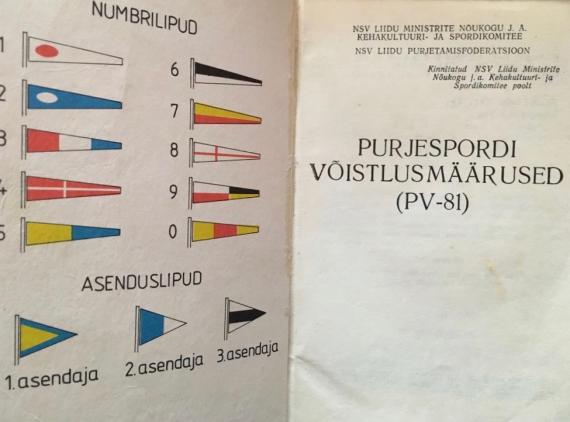 NUMBRILIPUD
1
2
3
4
5
6
7
8
9
0
ASENDUSLIPUD
1. asendaja
2. asendaja
3. asendaja
NSV LIIDU MINISTRITE NÕUKOGU J. A.
KEHAKULTUURI- JA SPORDIKOMITEE
NSV LIIDU PURJETAMISFÖDERATSIOON
Kinnitatud NSV Liidu Ministrite
Nõukogu j. a. Kehakultuuri- ja
Spordikomitee poolt
PURJESPORDI
VÕISTLUSMÄÄRUSED
(PV-81)